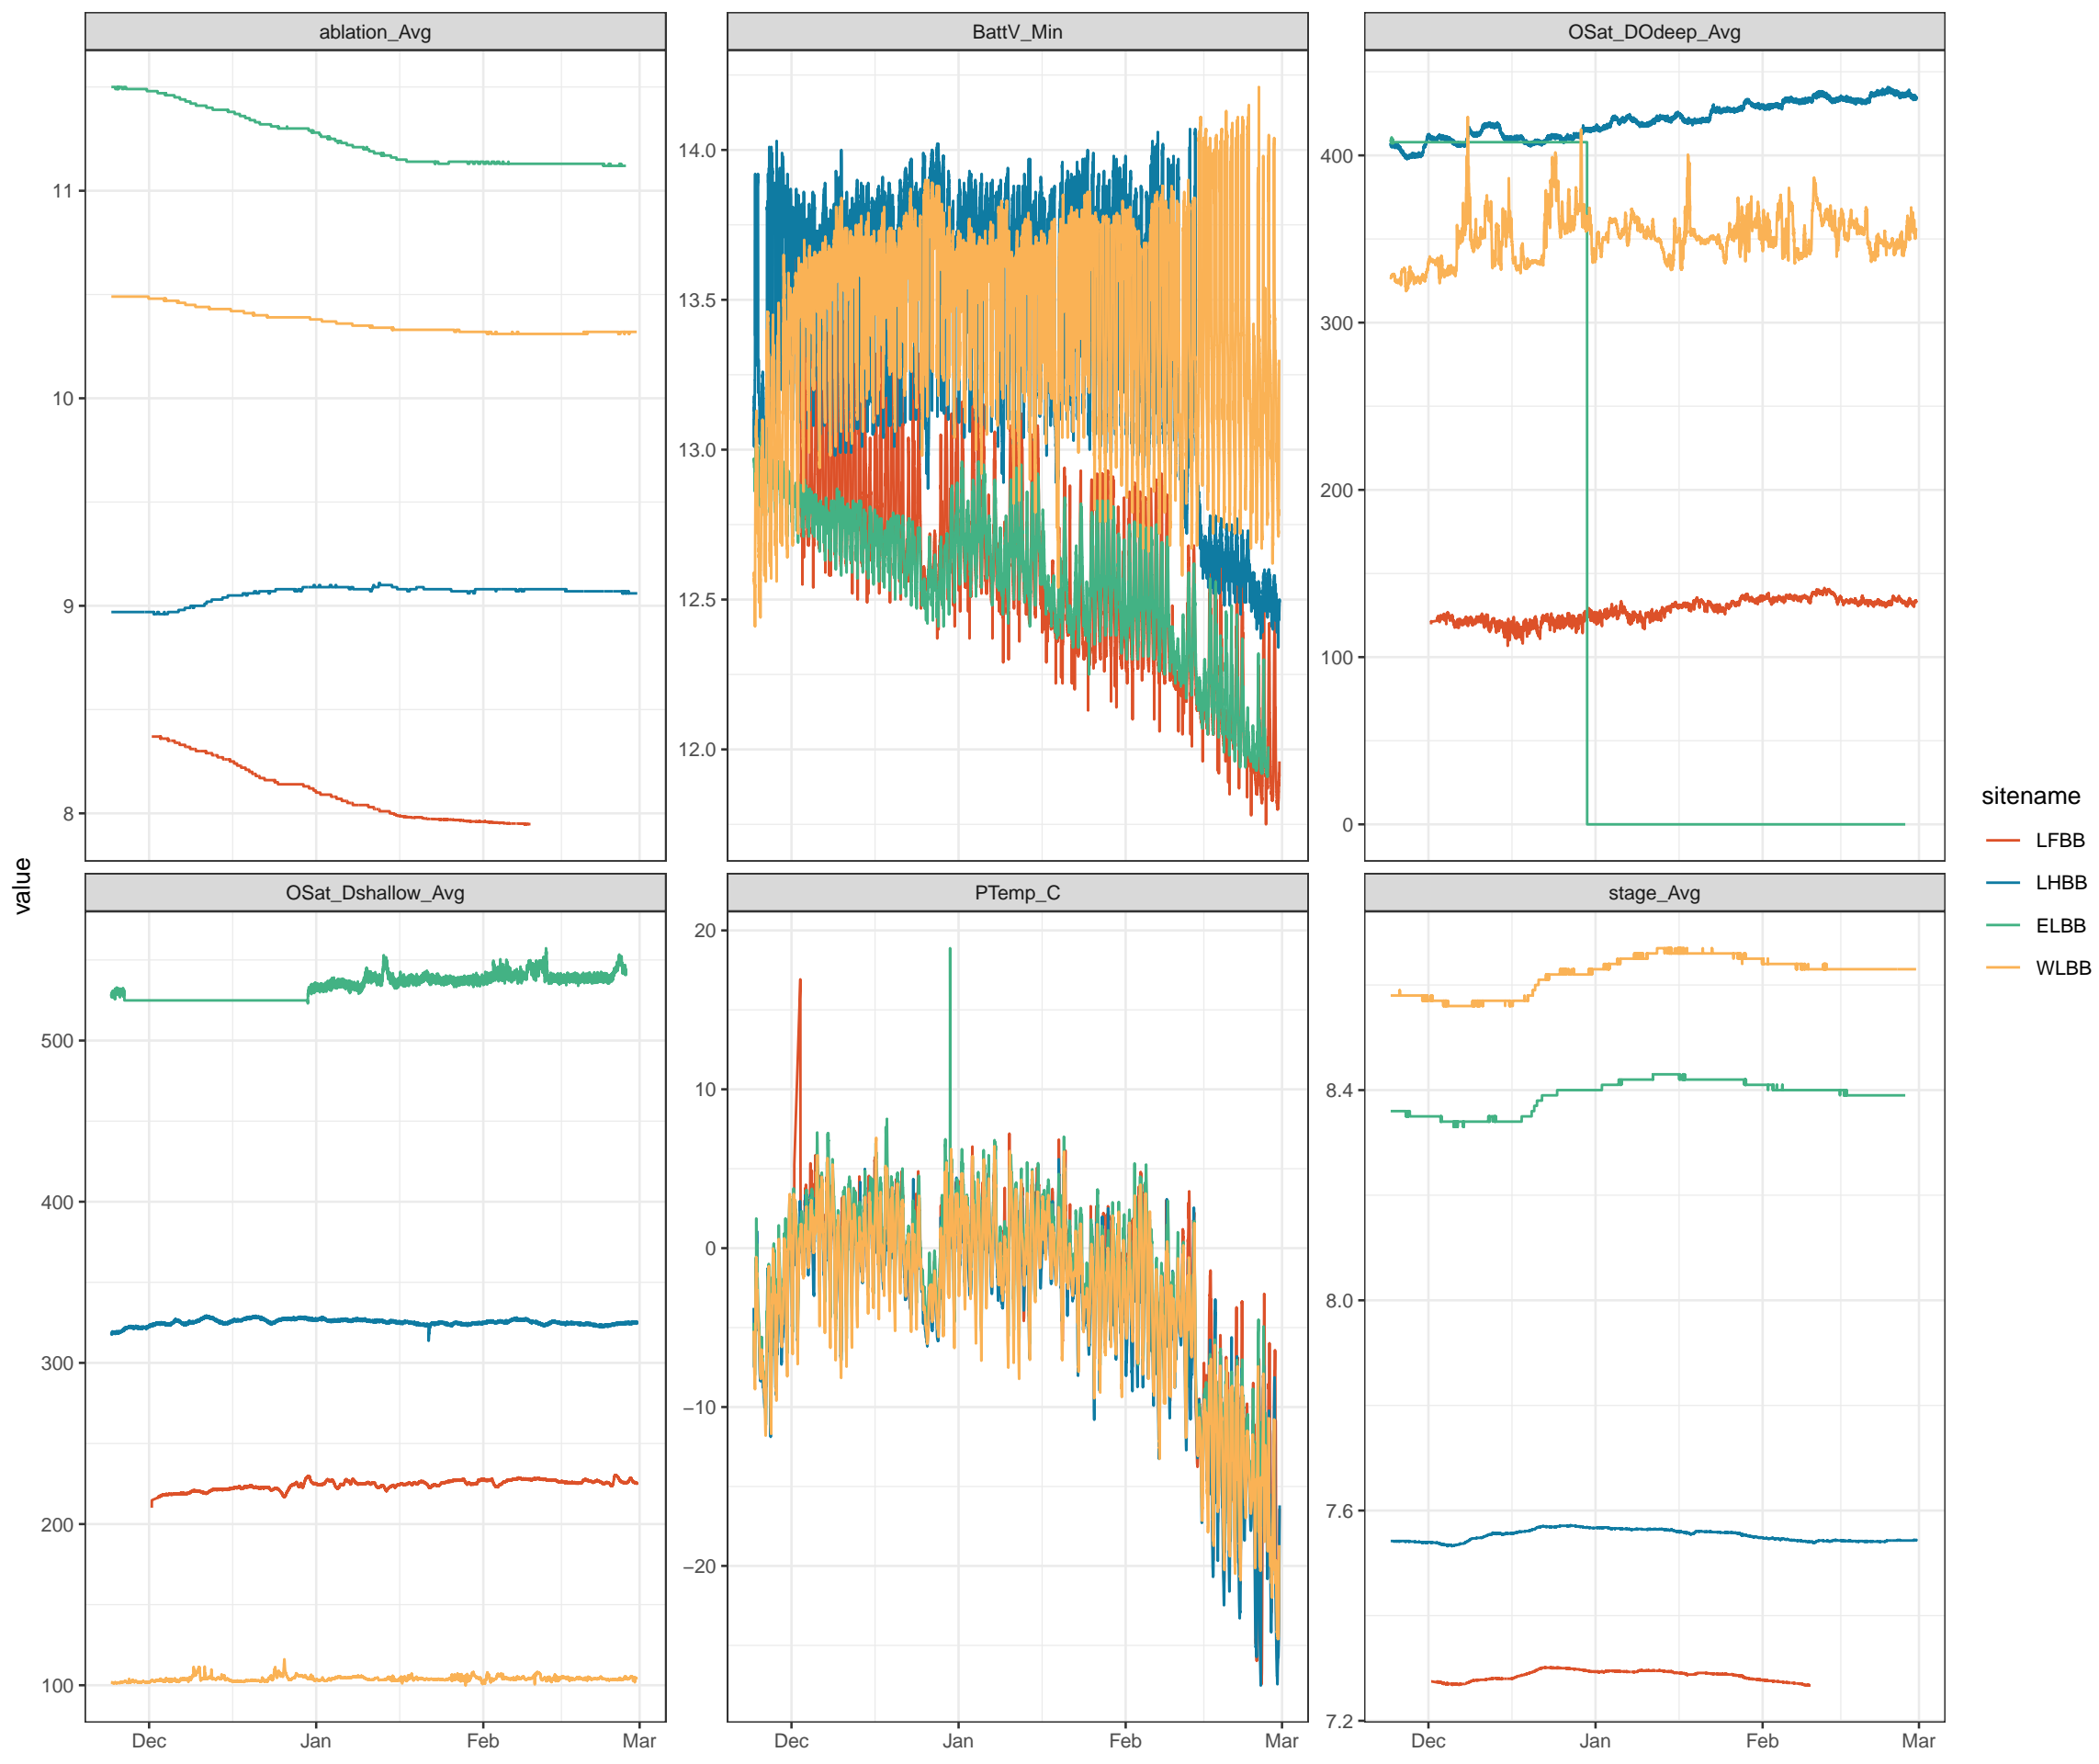 ablation_Avg
BattV_Min
OSat_DOdeep_Avg
11
10
9
8
14.0
13.5
13.0
12.5
12.0
400
300
200
100
0
value
OSat_Dshallow_Avg
PTemp_C
stage_Avg
500
400
300
200
100
20
10
0
−10
−20
8.4
8.0
7.6
7.2
Dec Jan Feb Mar
Dec Jan Feb Mar
Dec Jan Feb Mar
sitename
LFBB
LHBB
ELBB
WLBB